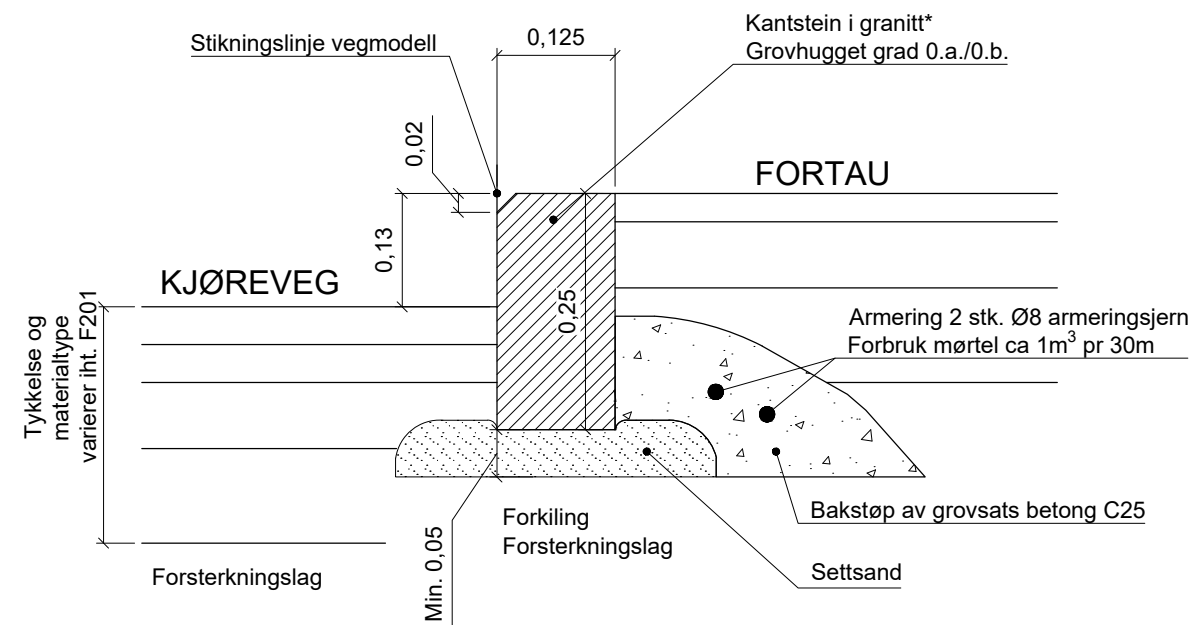 Kantstein i granitt*
Grovhugget grad 0.a./0.b.
Stikningslinje vegmodell
0,125
0,02
FORTAU
0,13
KJØREVEG
0,25
Tykkelse og
materialtype
varierer iht. F201
Armering 2 stk. Ø8 armeringsjern
Forbruk mørtel ca 1m³ pr 30m
Bakstøp av grovsats betong C25
Forkiling
Forsterkningslag
Min. 0,05
Forsterkningslag
Settsand